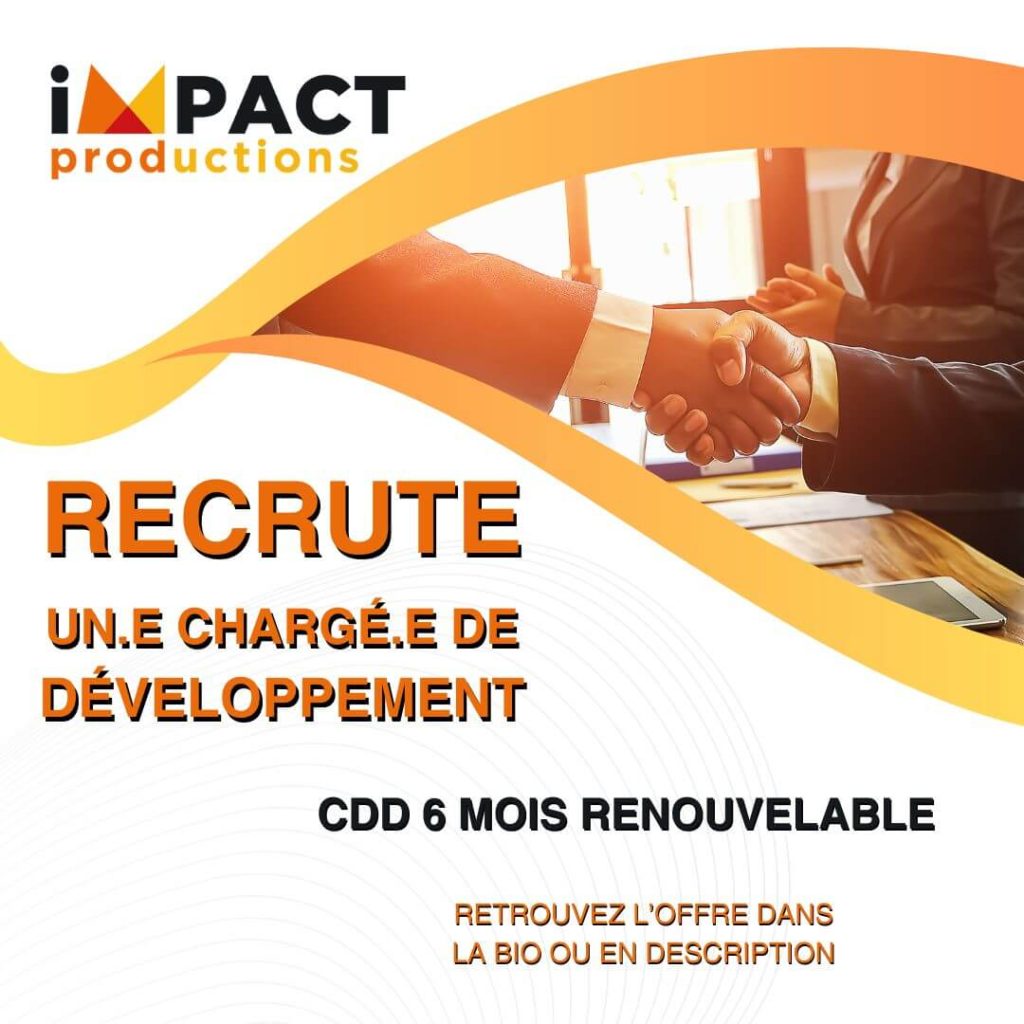 iMPACT
productions
RECRUTE
UN.E CHARGÉ.E DE
DÉVELOPPEMENT
CDD 6 MOIS RENOUVELABLE
RETROUVEZ L'OFFRE DANS
LA BIO OU EN DESCRIPTION